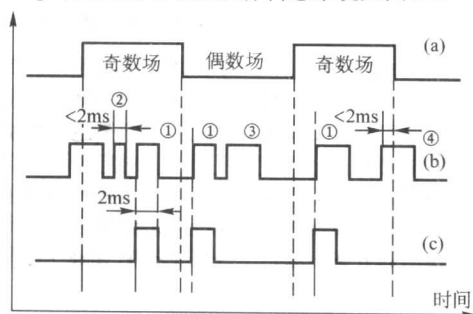 (a)
奇数场 偶数场 奇数场
② <2ms ① ① ③ ① <2ms ④
(b)
2ms
(c)
时间